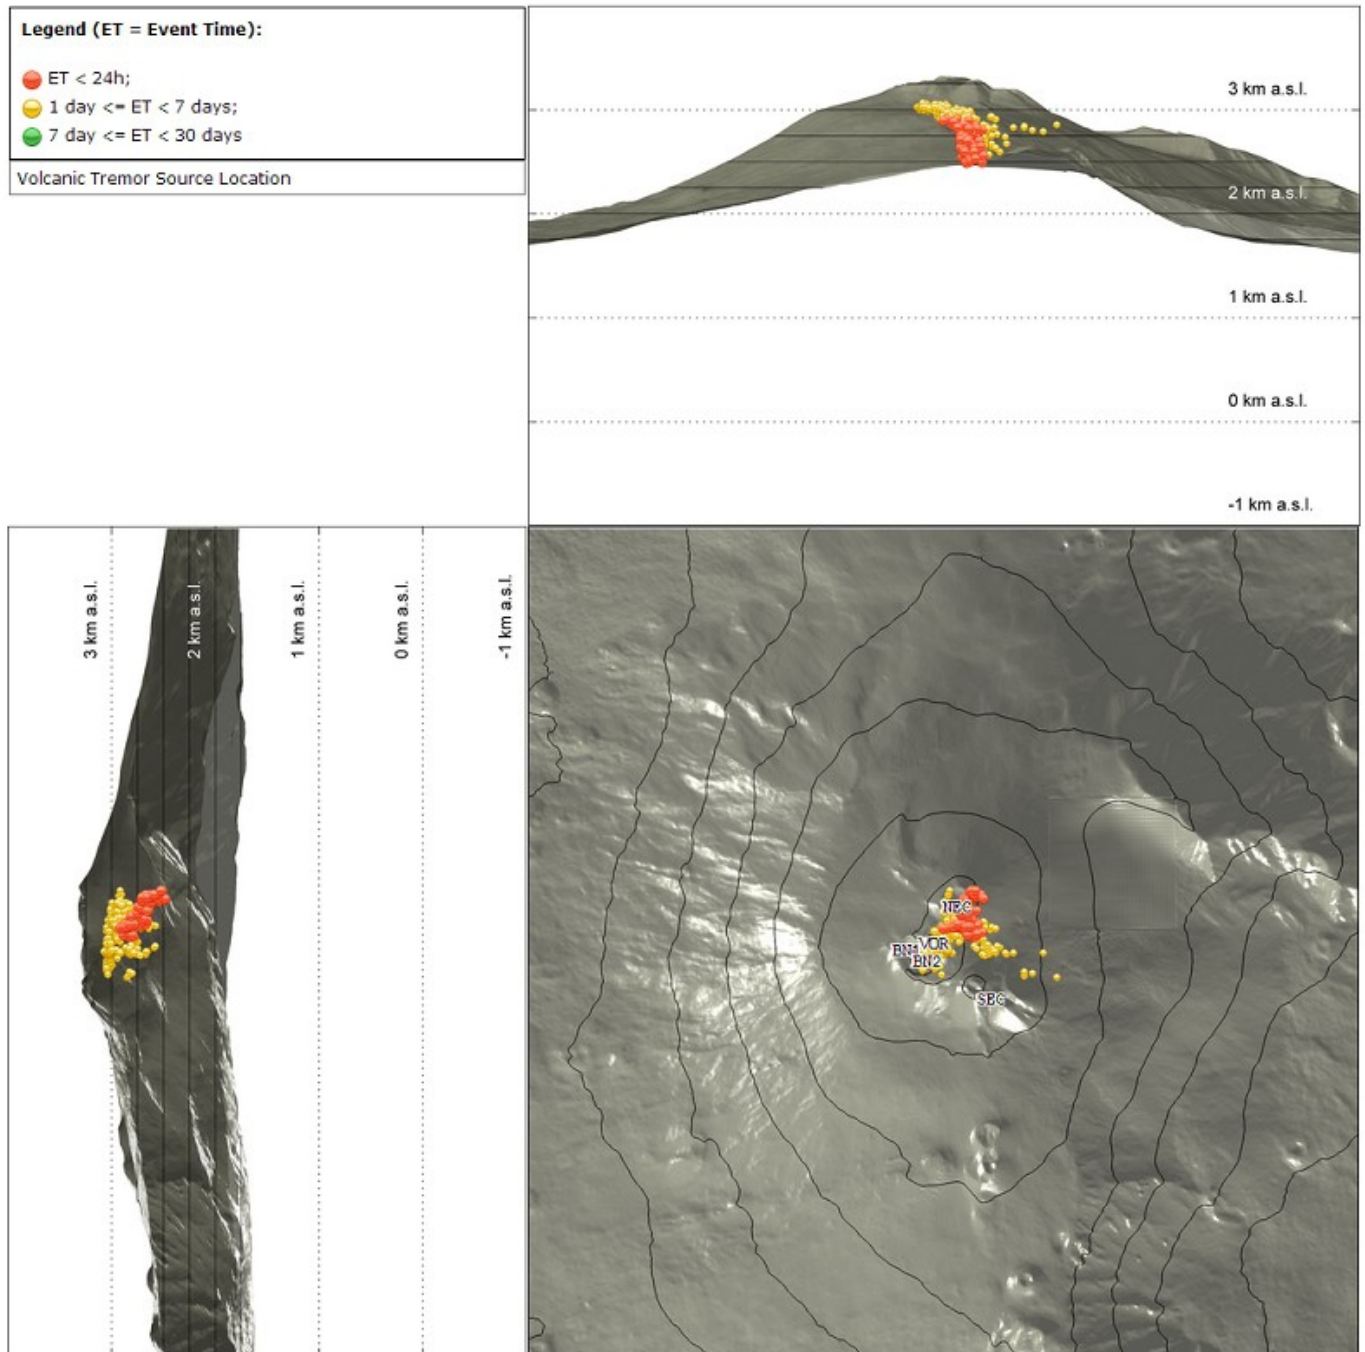 Legend (ET = Event Time):
ET < 24h;
1 day <= ET < 7 days;
7 day <= ET < 30 days
Volcanic Tremor Source Location
3 km a.s.l.
2 km a.s.l.
1 km a.s.l.
0 km a.s.l.
-1 km a.s.l.
3 km a.s.l.
2 km a.s.l.
1 km a.s.l.
0 km a.s.l.
-1 km a.s.l.
NEC
BN1 VOR
BN2
SEC